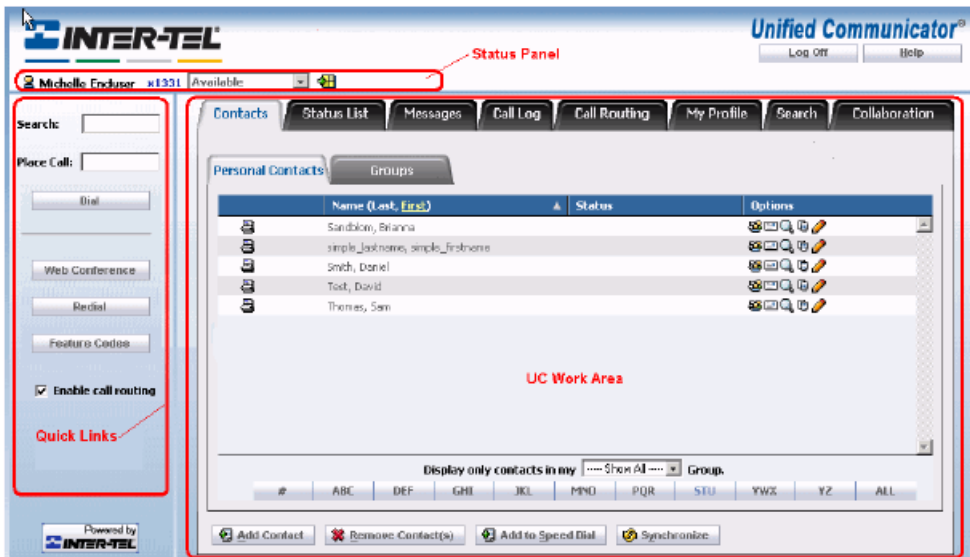 INTER-TEL
Unified Communicator®
Log Off Help
Status Panel
Michelle Enduser x1331 Available
Contacts Status List Messages Call Log Call Routing My Profile Search Collaboration
Search:
Place Call:
Dial
Web Conference
Redial
Feature Codes
Enable call routing
Quick Links
Personal Contacts Groups
Name (Last, First) Status Options
Sandblom, Brianna
simple_lastname, simple_firstname
Smith, Daniel
Test, David
Thomas, Sam
UC Work Area
Display only contacts in my ---- Show All ---- Group.
# ABC DEF GHI JKL MNO PQR STU YWX YZ ALL
Add Contact Remove Contact(s) Add to Speed Dial Synchronize
Powered by
INTER-TEL